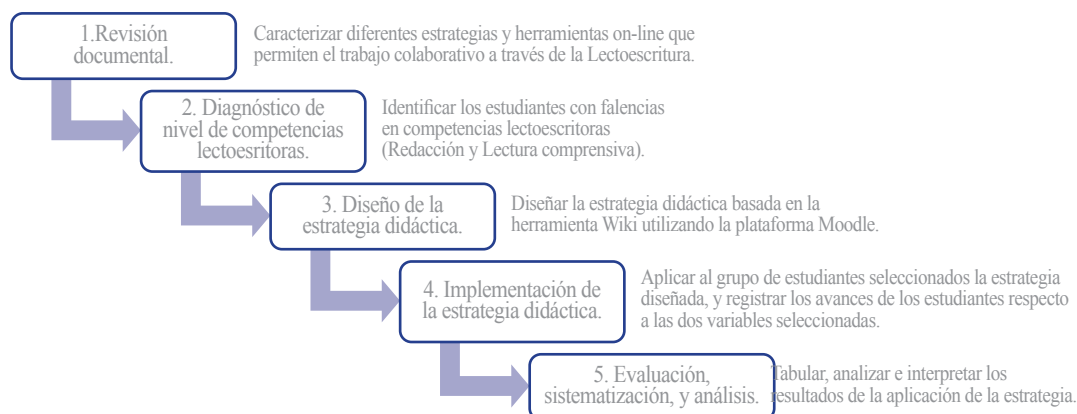 1.Revisión
documental.
Caracterizar diferentes estrategias y herramientas on-line que
permiten el trabajo colaborativo a través de la Lectoescritura.
2. Diagnóstico de
nivel de competencias
lectoesritoras.
Identificar los estudiantes con falencias
en competencias lectoescritoras
(Redacción y Lectura comprensiva).
3. Diseño de la
estrategia didáctica.
Diseñar la estrategia didáctica basada en la
herramienta Wiki utilizando la plataforma Moodle.
4. Implementación de
la estrategia didáctica.
Aplicar al grupo de estudiantes seleccionados la estrategia
diseñada, y registrar los avances de los estudiantes respecto
a las dos variables seleccionadas.
5. Evaluación,
sistematización, y análisis.
Tabular, analizar e interpretar los
resultados de la aplicación de la estrategia.